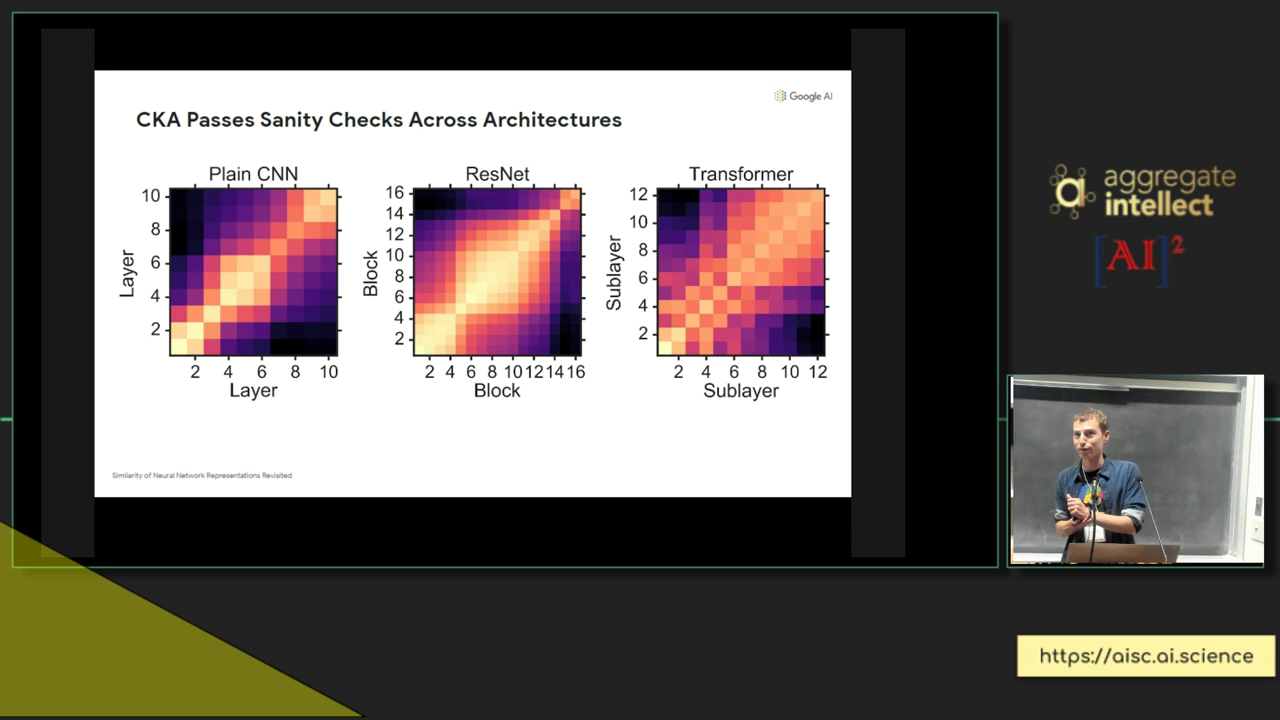 Google AI
CKA Passes Sanity Checks Across Architectures
Plain CNN
10
8
6
4
2
Layer
2 4 6 8 10
Layer
ResNet
16
14
12
10
8
6
4
2
Block
2 4 6 8 10 12 14 16
Block
Transformer
12
10
8
6
4
2
Sublayer
2 4 6 8 10 12
Sublayer
Similarity of Neural Network Representations Revisited
aggregate
intellect
[AI]²
https://aisc.ai.science